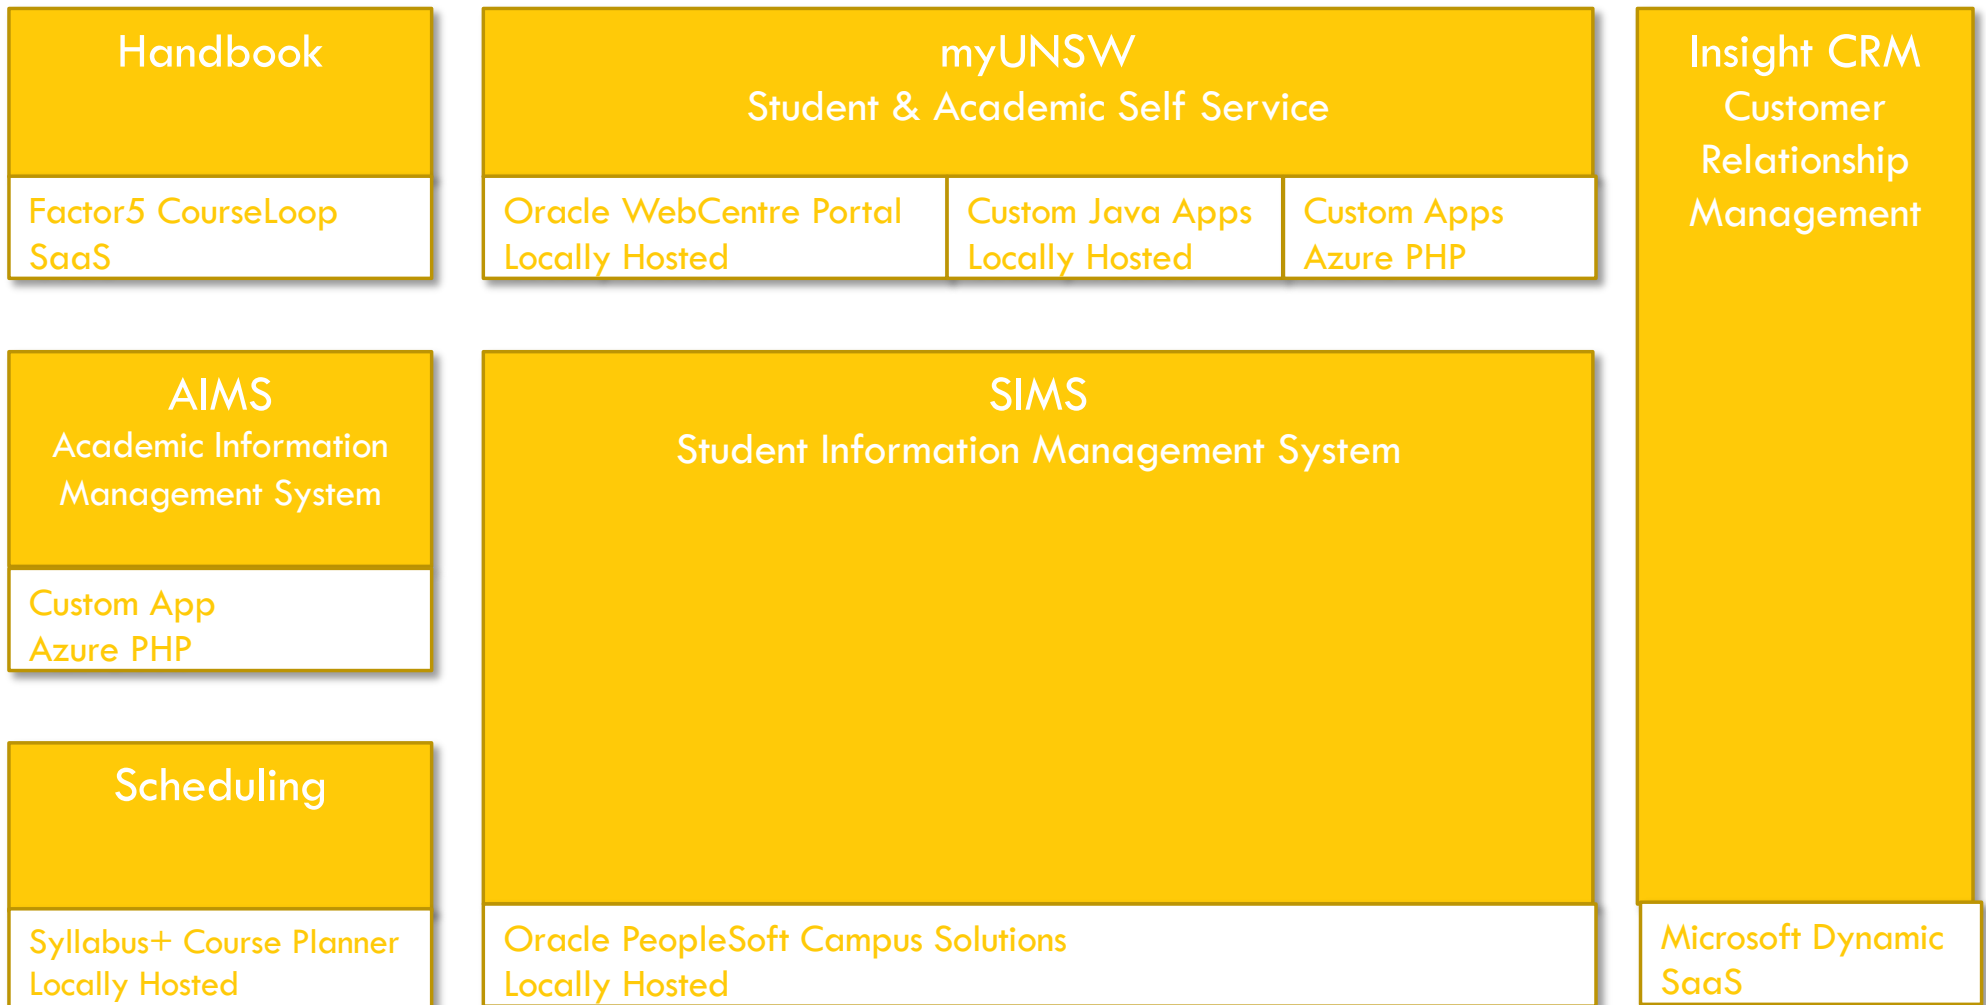 Handbook
Factor5 CourseLoop
SaaS
myUNSW
Student & Academic Self Service
Oracle WebCentre Portal
Locally Hosted
Custom Java Apps
Locally Hosted
Custom Apps
Azure PHP
Insight CRM
Customer
Relationship
Management
Microsoft Dynamic
SaaS
AIMS
Academic Information
Management System
Custom App
Azure PHP
SIMS
Student Information Management System
Oracle PeopleSoft Campus Solutions
Locally Hosted
Scheduling
Syllabus+ Course Planner
Locally Hosted